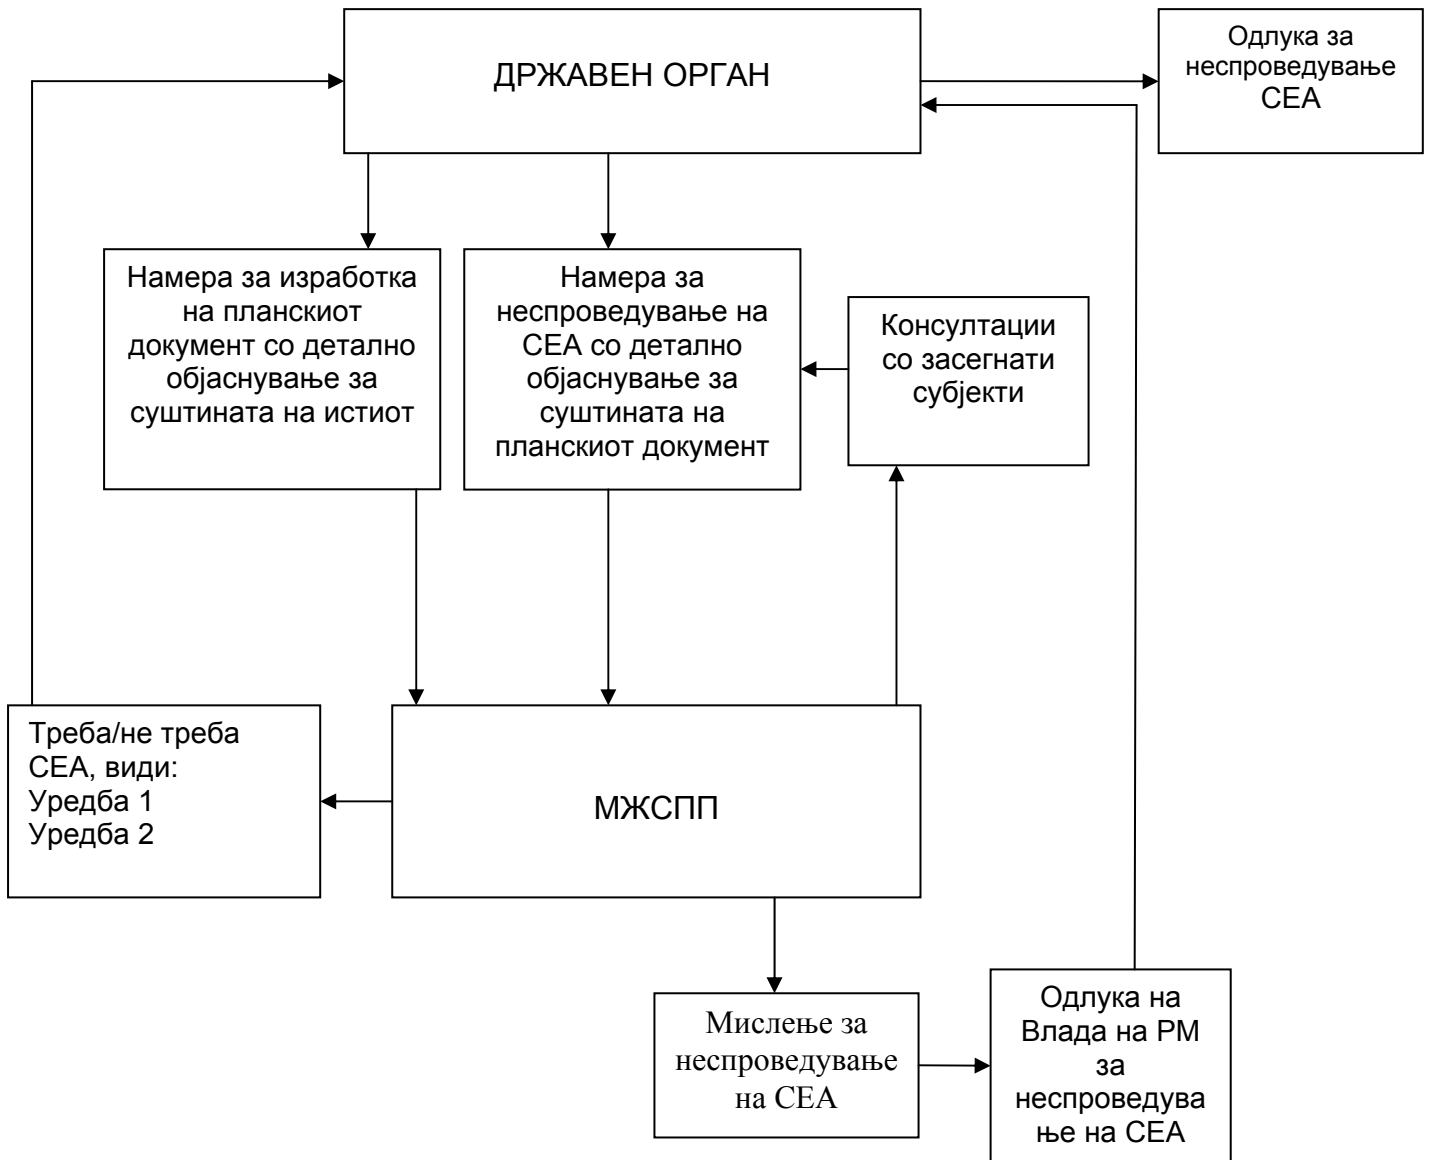 ДРЖАВЕН ОРГАН
Одлука за
неспроведување
СЕА
Намера за изработка
на планскиот
документ со детално
објаснување за
суштината на истиот
Намера за
неспроведување на
СЕА со детално
објаснување за
суштината на
планскиот документ
Консултации
со засегнати
субјекти
Треба/не треба
СЕА, види:
Уредба 1
Уредба 2
МЖСПП
Мислење за
неспроведување
на СЕА
Одлука на
Влада на РМ
за
неспроведува
ње на СЕА